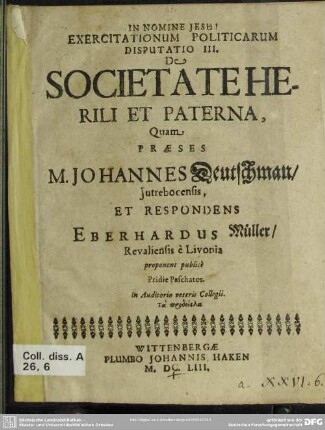 IN NOMINE JESU!
EXERCITATIONUM POLITICARUM
DISPUTATIO III.
De
SOCIETATE HE-
RILI ET PATERNA,
Quam
PRÆSES
M. JOHANNES Deutschman/
Jutrebocensis,
ET RESPONDENS
EBERHARDUS Müller/
Revaliensis è Livonia
proponent publicè
Pridie Paschatos.
In Auditorio veteris Collegii.
WITTENBERGÆ
PLUMBO JOHANNIS HAKEN
M. DC. LIII.
Coll. diss. A
26, 6
a. XXVI. 6.
DFG